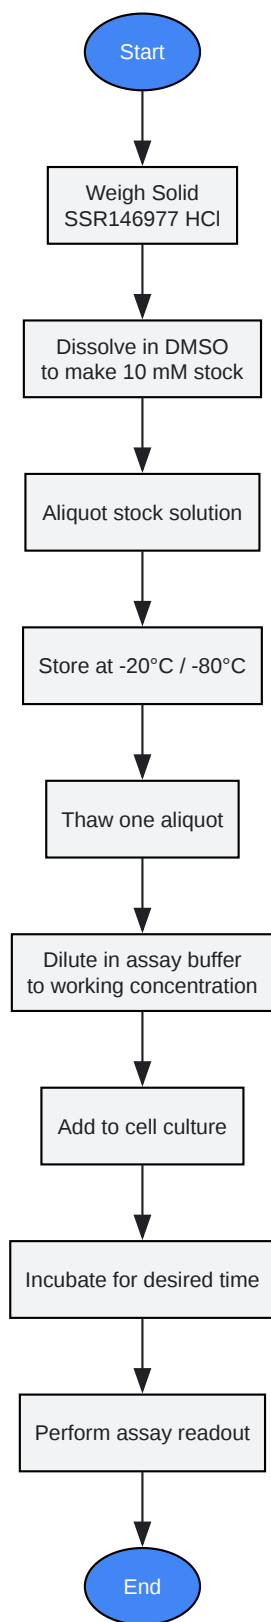 Start
Weigh Solid
SSR146977 HCl
Dissolve in DMSO
to make 10 mM stock
Aliquot stock solution
Store at -20°C / -80°C
Thaw one aliquot
Dilute in assay buffer
to working concentration
Add to cell culture
Incubate for desired time
Perform assay readout
End